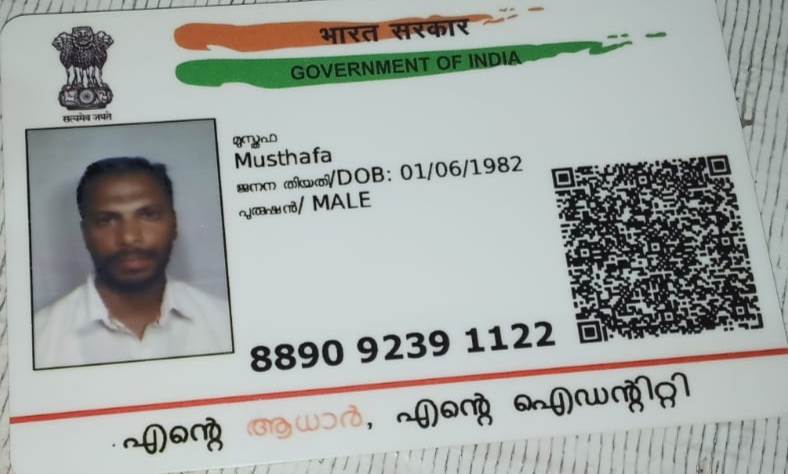 भारत सरकार
GOVERNMENT OF INDIA
सत्यमेव जयते
മുസ്തഫ
Musthafa
ജനന തിയതി/DOB: 01/06/1982
പുരുഷൻ/ MALE
8890 9239 1122
എന്റെ ആധാർ, എന്റെ ഐഡന്റിറ്റി